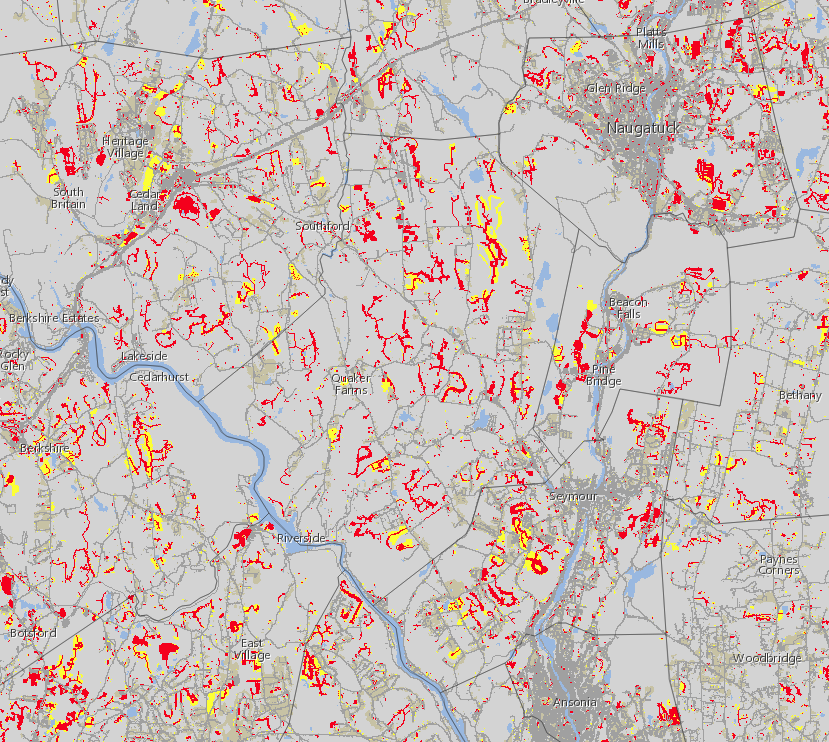 Bradleyville
Platts
Mills
Glen Ridge
Naugatuck
Heritage
Village
South
Britain
Cedar
Land
Southford
Beacon
Falls
Berkshire Estates
Lakeside
Cedarhurst
Rocky
Glen
Pine
Bridge
Quaker
Farms
Bethany
Berkshire
Seymour
Riverside
Paynes
Corners
Botsford
East
Village
Woodbridge
Ansonia